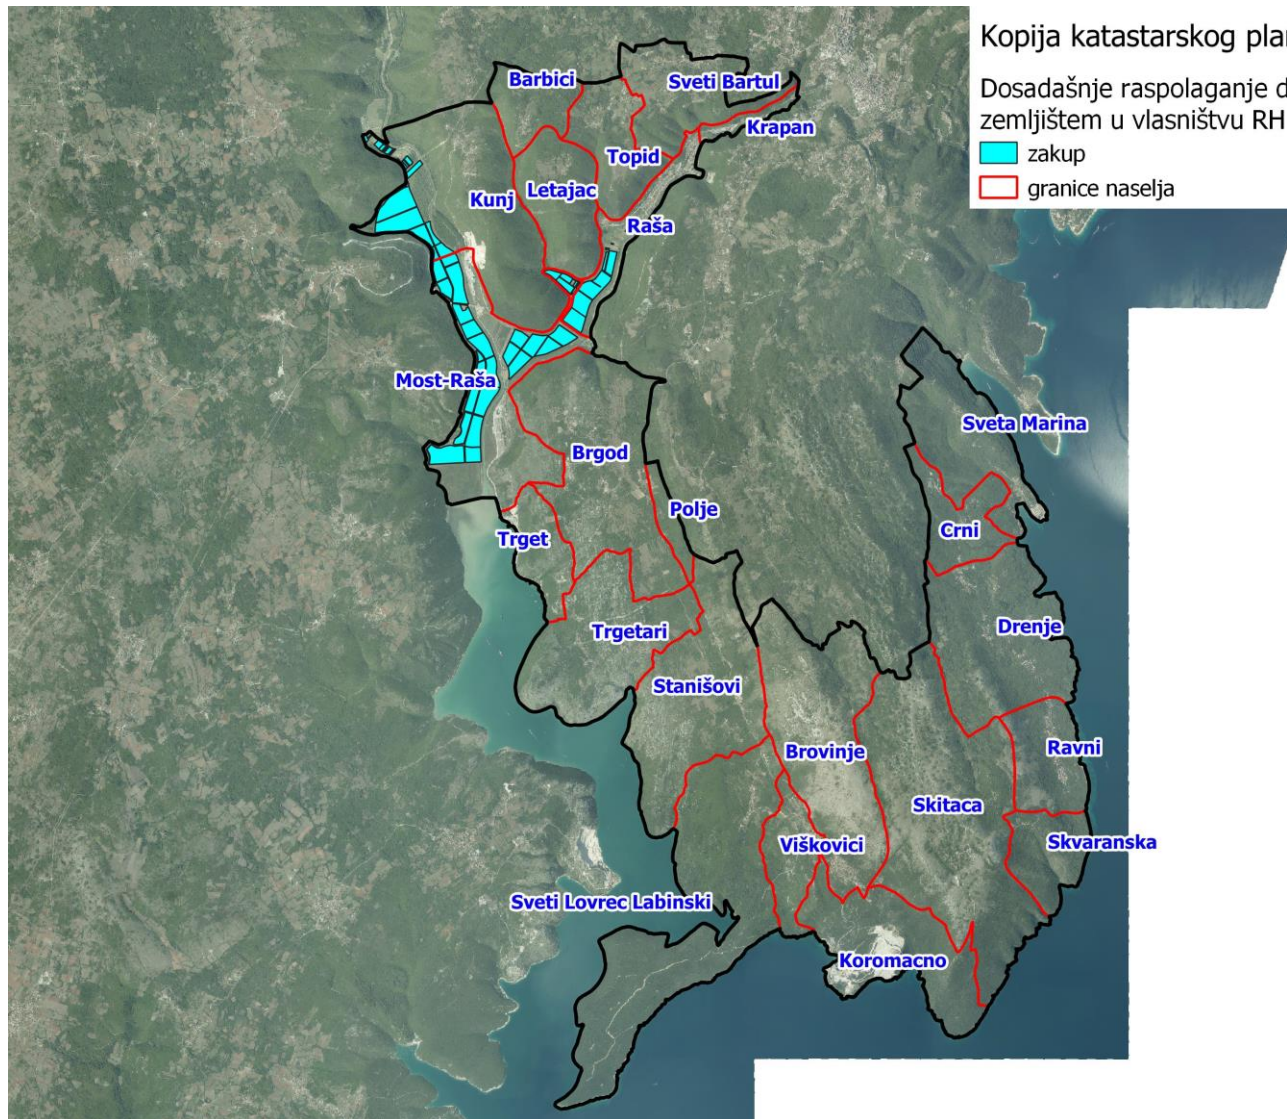 Kopija katastarskog plan
Dosadašnje raspolaganje d
zemljištem u vlasništvu RH
zakup
granice naselja
Barbici
Sveti Bartul
Krapan
Topid
Kunj
Letajac
Raša
Most-Raša
Sveta Marina
Brgod
Polje
Crni
Trget
Drenje
Trgetari
Stanišovi
Ravni
Brovinje
Skitaca
Skvaranska
Viškovici
Sveti Lovrec Labinski
Koromacno